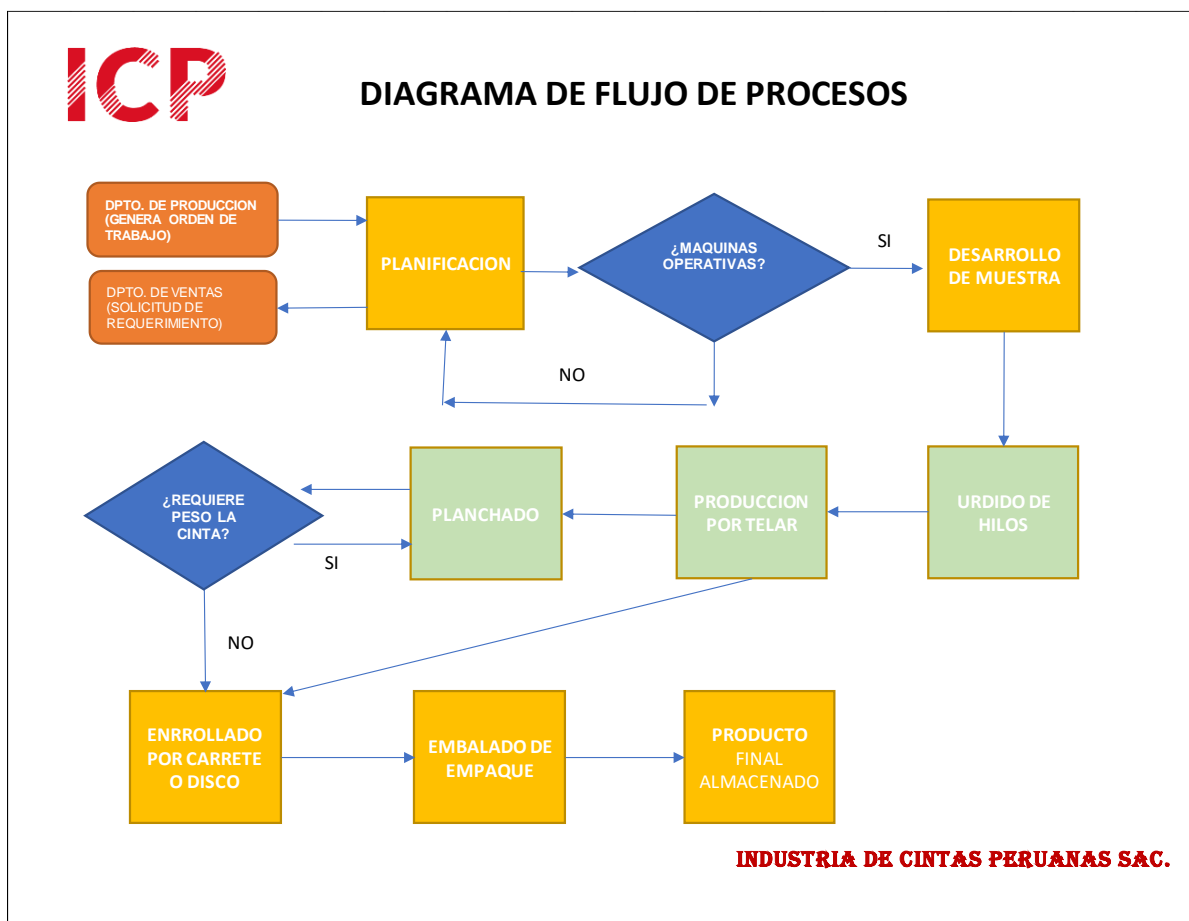 ICP
DIAGRAMA DE FLUJO DE PROCESOS
DPTO. DE PRODUCCION
(GENERA ORDEN DE
TRABAJO)
PLANIFICACION
¿MAQUINAS
OPERATIVAS?
SI
DESARROLLO
DE MUESTRA
DPTO. DE VENTAS
(SOLICITUD DE
REQUERIMIENTO)
NO
¿REQUIERE
PESO LA
CINTA?
SI
PLANCHADO
PRODUCCION
POR TELAR
URDIDO DE
HILOS
NO
ENRROLLADO
POR CARRETE
O DISCO
EMBALADO DE
EMPAQUE
PRODUCTO
FINAL
ALMACENADO
INDUSTRIA DE CINTAS PERUANAS SAC.